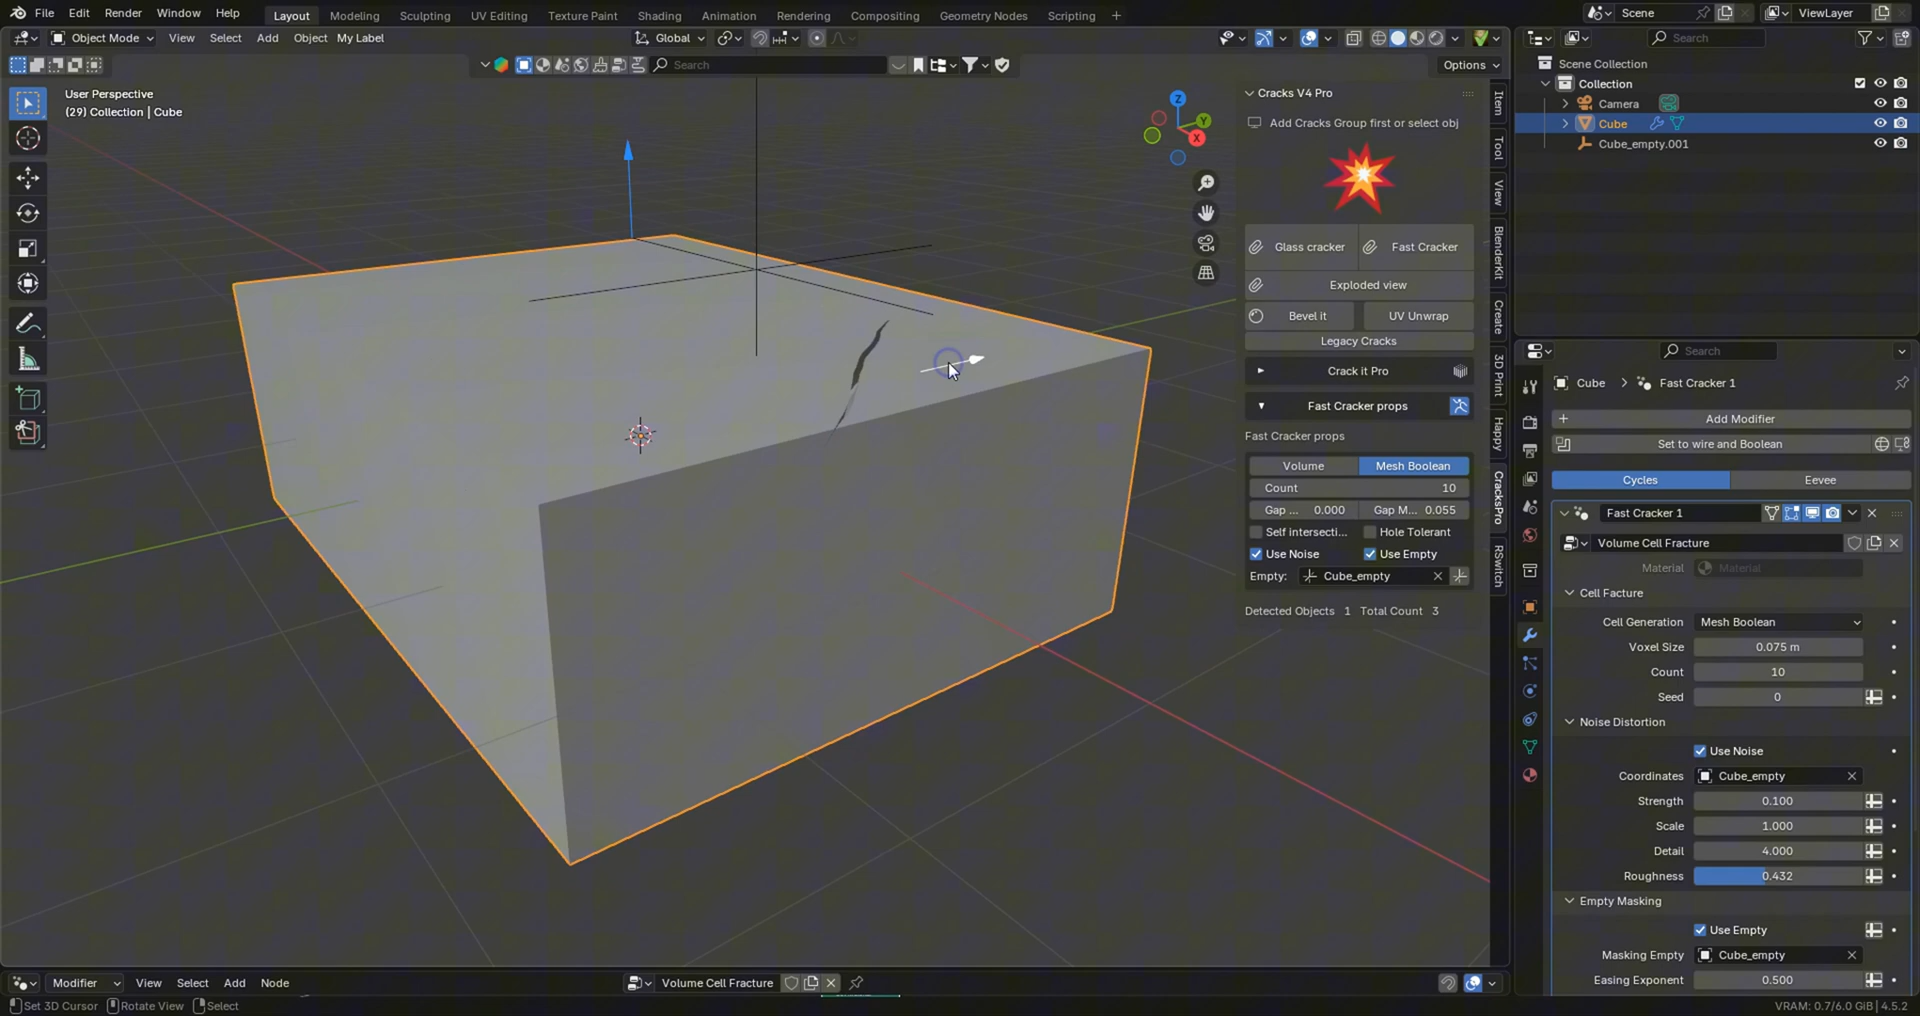 File Edit Render Window Help Layout Modeling Sculpting UV Editing Texture Paint Shading Animation Rendering Compositing Geometry Nodes Scripting + Scene ViewLayer
Object Mode View Select Add Object My Label Global Search
Search Options
User Perspective
(29) Collection | Cube
Z
Y
X
Cracks V4 Pro
Add Cracks Group first or select obj
Glass cracker Fast Cracker
Exploded view
Bevel it UV Unwrap
Legacy Cracks
Crack it Pro
Fast Cracker props
Fast Cracker props
Volume Mesh Boolean
Count 10
Gap ... 0.000 Gap M... 0.055
Self intersecti... Hole Tolerant
Use Noise Use Empty
Empty: Cube_empty
Detected Objects 1 Total Count 3
Item
Tool
View
BlenderKit
Create
3D Print
Happy
CracksPro
RSwitch
Scene Collection
Collection
Camera
Cube
Cube_empty.001
Search
Cube > Fast Cracker 1
Add Modifier
Set to wire and Boolean
Cycles Eevee
Fast Cracker 1
Volume Cell Fracture
Material Material
Cell Facture
Cell Generation Mesh Boolean
Voxel Size 0.075 m
Count 10
Seed 0
Noise Distortion
Use Noise
Coordinates Cube_empty
Strength 0.100
Scale 1.000
Detail 4.000
Roughness 0.432
Empty Masking
Use Empty
Masking Empty Cube_empty
Easing Exponent 0.500
Modifier View Select Add Node Volume Cell Fracture
Set 3D Cursor Rotate View Select VRAM: 0.7/6.0 GiB | 4.5.2